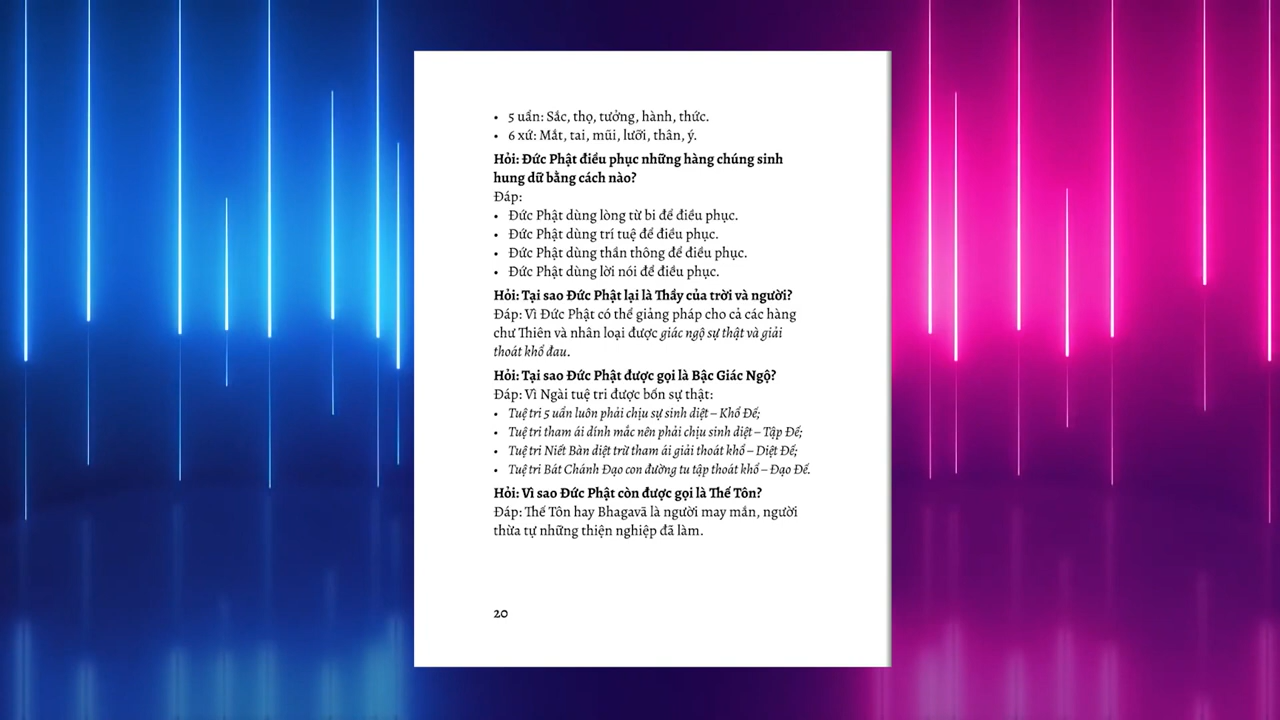 • 5 uẩn: Sắc, thọ, tưởng, hành, thức.
• 6 xứ: Mắt, tai, mũi, lưỡi, thân, ý.
Hỏi: Đức Phật điều phục những hàng chúng sinh
hung dữ bằng cách nào?
Đáp:
• Đức Phật dùng lòng từ bi để điều phục.
• Đức Phật dùng trí tuệ để điều phục.
• Đức Phật dùng thần thông để điều phục.
• Đức Phật dùng lời nói để điều phục.
Hỏi: Tại sao Đức Phật lại là Thầy của trời và người?
Đáp: Vì Đức Phật có thể giảng pháp cho cả các hàng
chư Thiên và nhân loại được giác ngộ sự thật và giải
thoát khổ đau.
Hỏi: Tại sao Đức Phật được gọi là Bậc Giác Ngộ?
Đáp: Vì Ngài tuệ tri được bốn sự thật:
• Tuệ tri 5 uẩn luôn phải chịu sự sinh diệt – Khổ Đế;
• Tuệ tri tham ái dính mắc nên phải chịu sinh diệt – Tập Đế;
• Tuệ tri Niết Bàn diệt trừ tham ái giải thoát khổ – Diệt Đế;
• Tuệ tri Bát Chánh Đạo con đường tu tập thoát khổ – Đạo Đế.
Hỏi: Vì sao Đức Phật còn được gọi là Thế Tôn?
Đáp: Thế Tôn hay Bhagavā là người may mắn, người
thừa tự những thiện nghiệp đã làm.
20